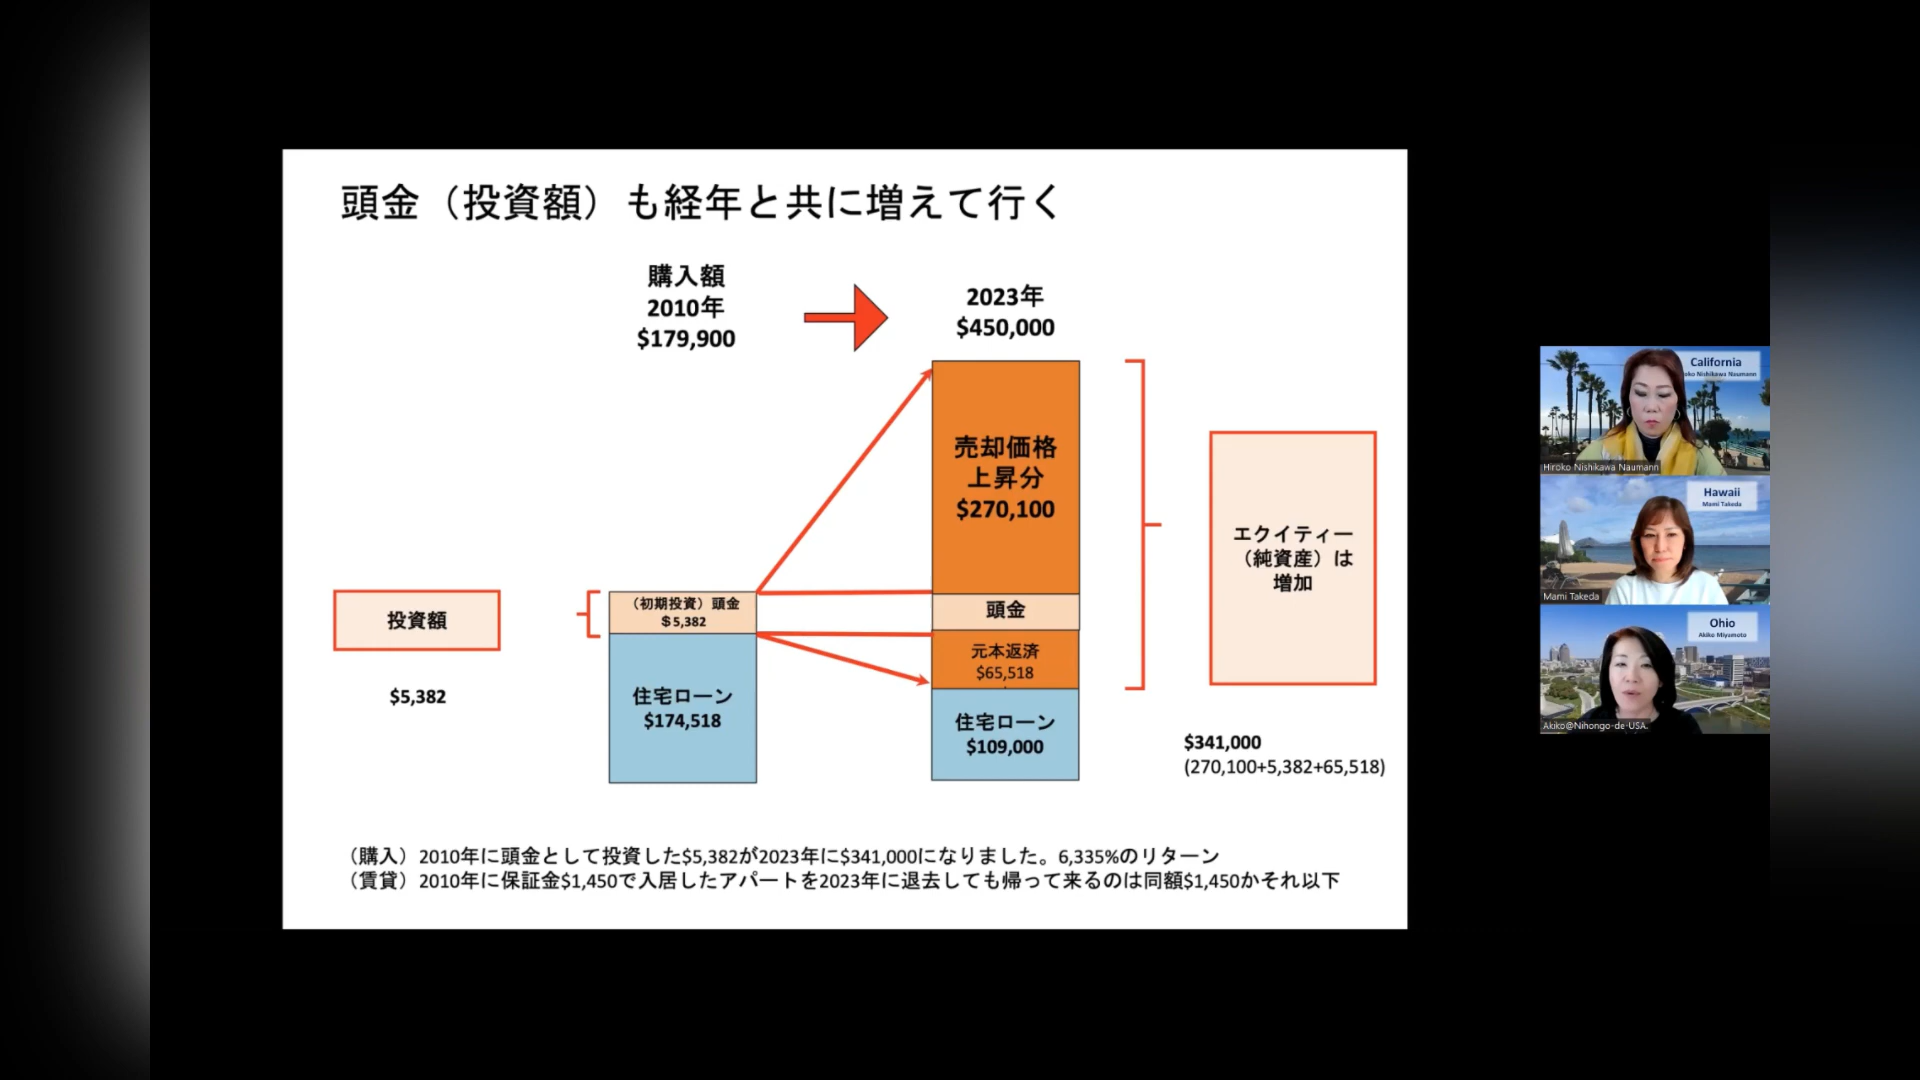 頭金（投資額）も経年と共に増えて行く
購入額
2010年
$179,900
2023年
$450,000
売却価格
上昇分
$270,100
エクイティー
（純資産）は
増加
投資額
$5,382
（初期投資）頭金
＄5,382
頭金
元本返済
$65,518
住宅ローン
$174,518
住宅ローン
$109,000
$341,000
(270,100+5,382+65,518)
（購入）2010年に頭金として投資した$5,382が2023年に$341,000になりました。6,335%のリターン
（賃貸）2010年に保証金$1,450で入居したアパートを2023年に退去しても帰って来るのは同額$1,450かそれ以下
California
Nishikawa Naumann
Hiroko Nishikawa Naumann
Hawaii
Mami Takeda
Mami Takeda
Ohio
Akiko Miyamoto
Akiko@Nihongo-de-USA.